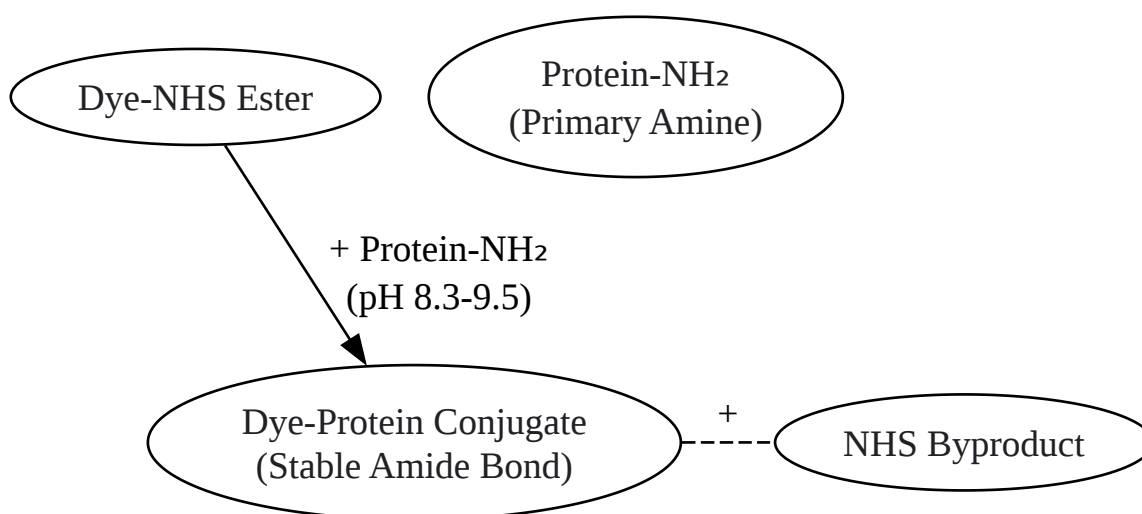 Dye-NHS Ester
Protein-NH₂
(Primary Amine)
+ Protein-NH₂
(pH 8.3-9.5)
Dye-Protein Conjugate
(Stable Amide Bond)
+
NHS Byproduct